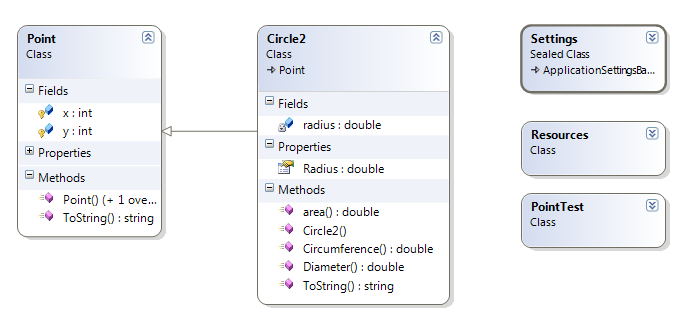 Point
Class
Fields
x : int
y : int
Properties
Methods
Point() (+ 1 ove...
ToString() : string
Circle2
Class
Point
Fields
radius : double
Properties
Radius : double
Methods
area() : double
Circle2()
Circumference() : double
Diameter() : double
ToString() : string
Settings
Sealed Class
ApplicationSettingsBa...
Resources
Class
PointTest
Class